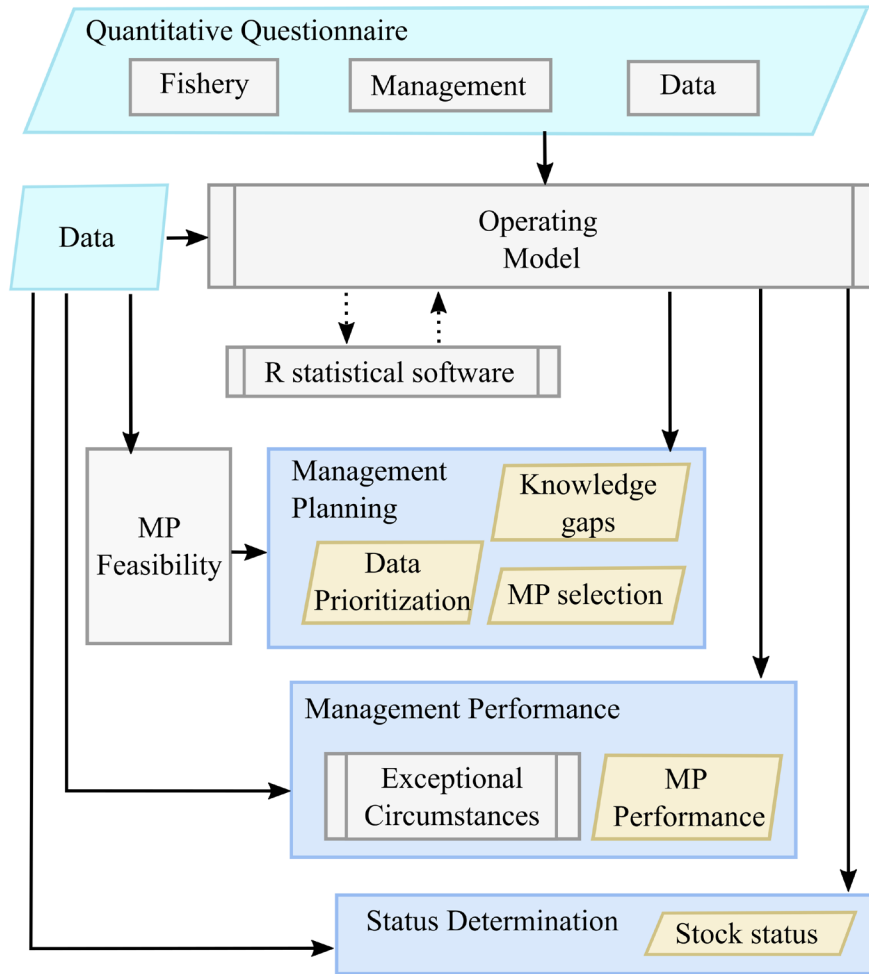 Quantitative Questionnaire
Fishery
Management
Data
Data
Operating
Model
R statistical software
MP
Feasibility
Management
Planning
Knowledge
gaps
Data
Prioritization
MP selection
Management Performance
Exceptional
Circumstances
MP
Performance
Status Determination
Stock status